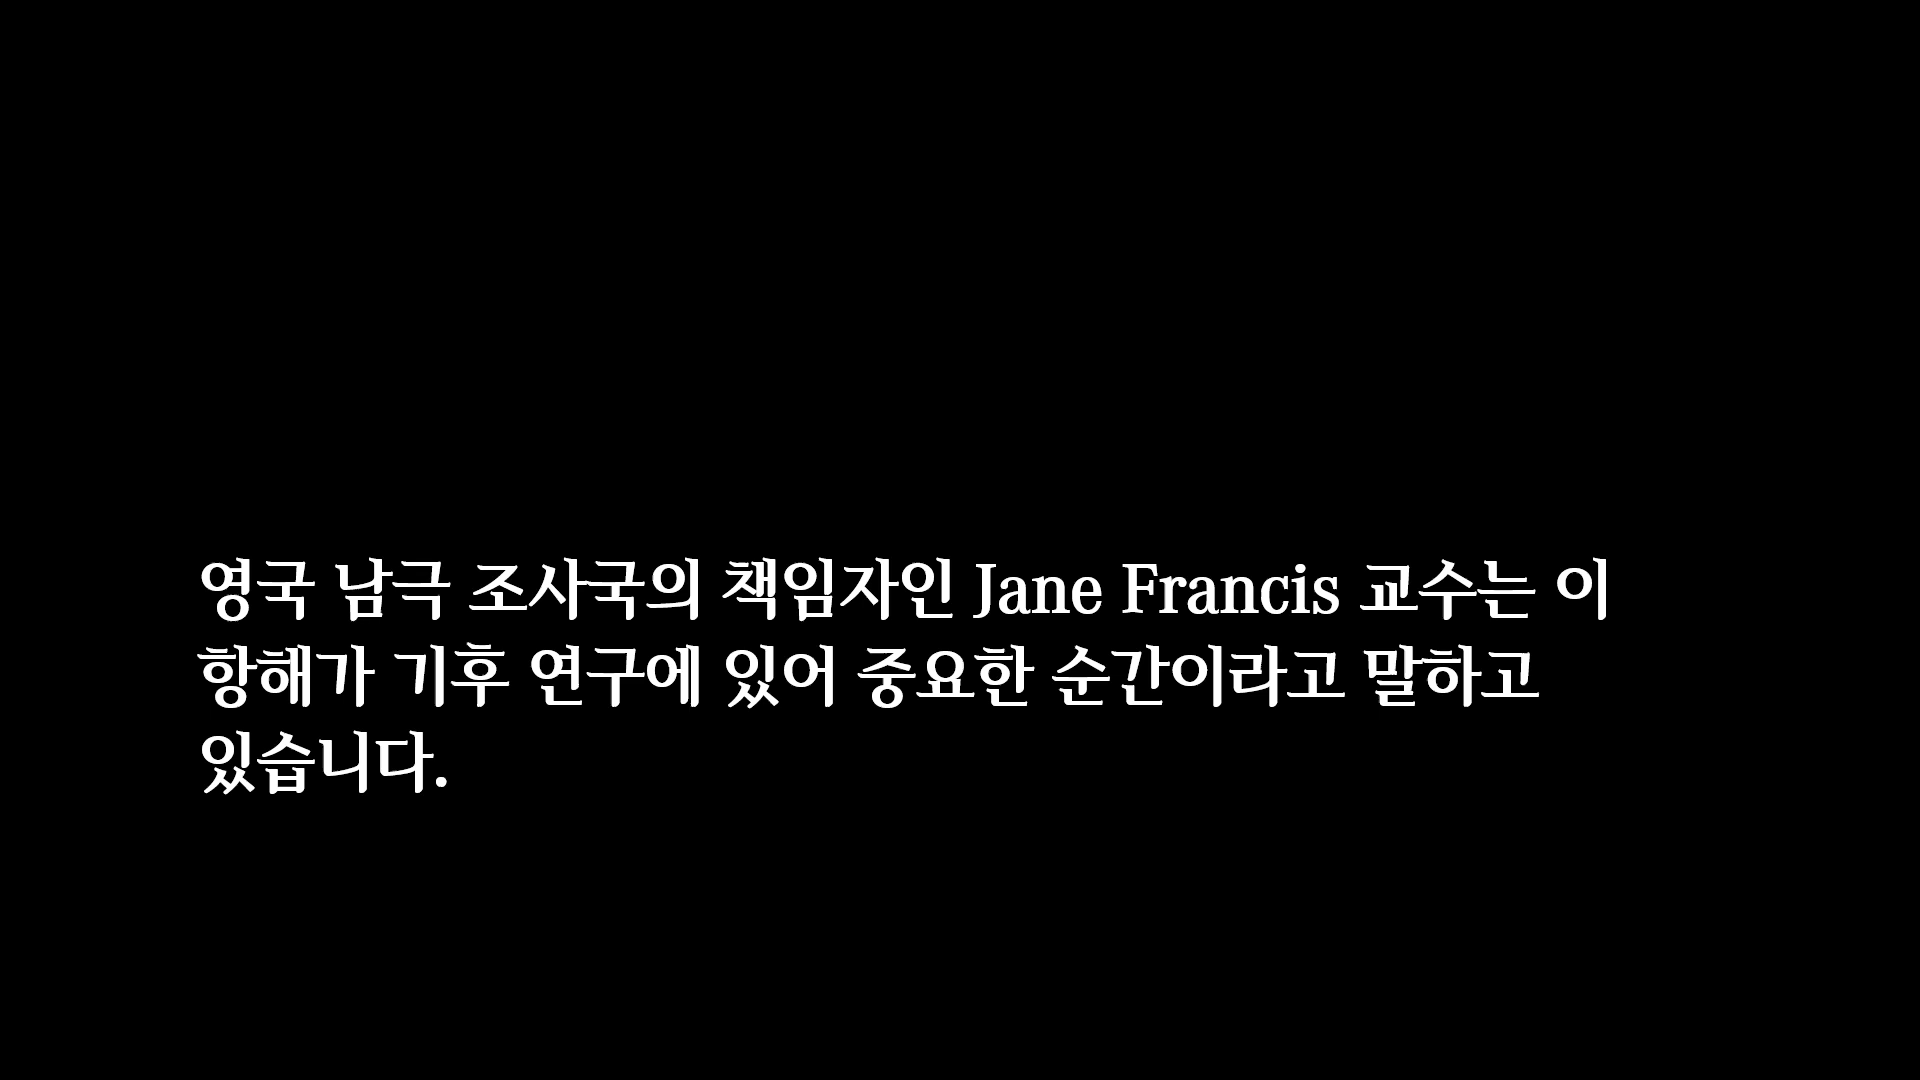 영국 남극 조사국의 책임자인 Jane Francis 교수는 이
항해가 기후 연구에 있어 중요한 순간이라고 말하고
있습니다.